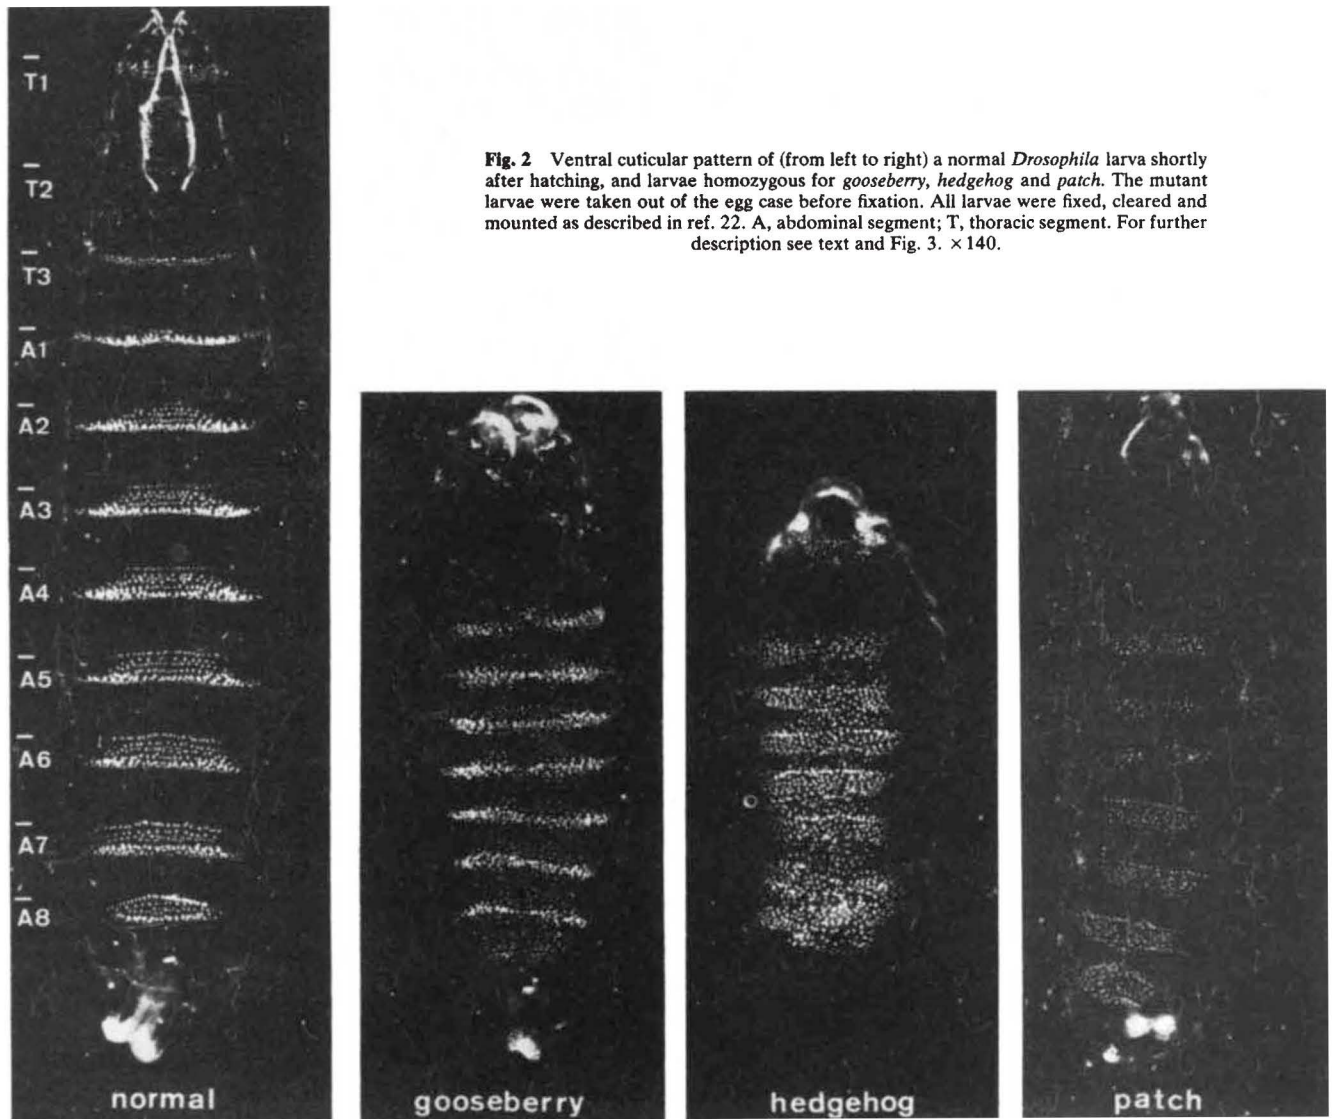 T1
T2
T3
A1
A2
A3
A4
A5
A6
A7
A8
normal
Fig. 2 Ventral cuticular pattern of (from left to right) a normal Drosophila larva shortly
after hatching, and larvae homozygous for gooseberry, hedgehog and patch. The mutant
larvae were taken out of the egg case before fixation. All larvae were fixed, cleared and
mounted as described in ref. 22. A, abdominal segment; T, thoracic segment. For further
description see text and Fig. 3. × 140.
gooseberry
hedgehog
patch